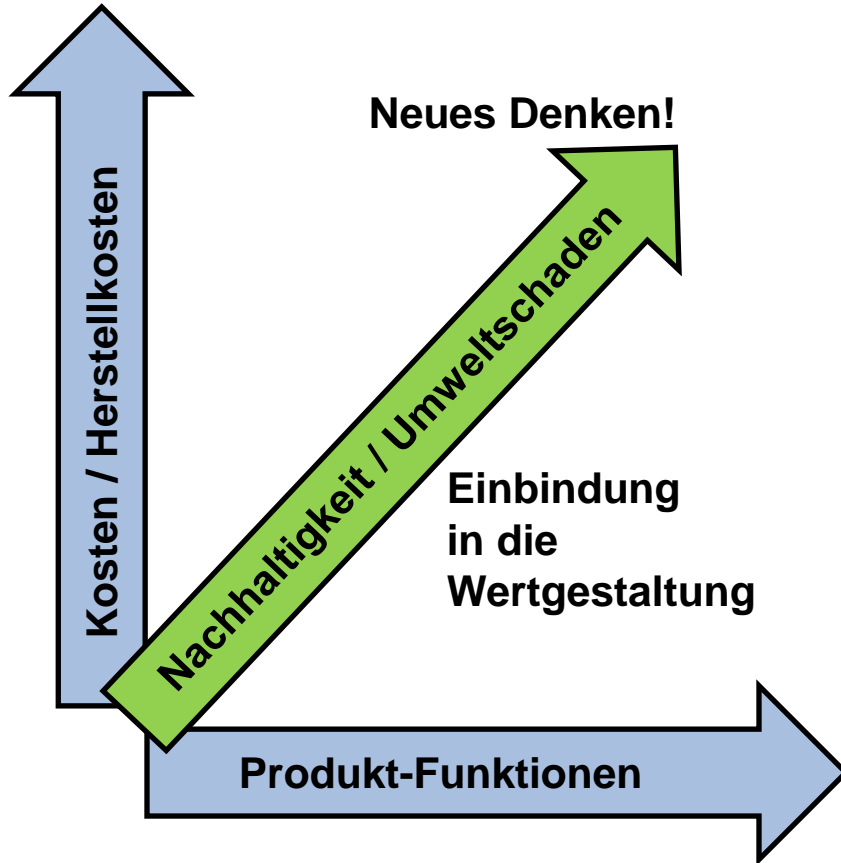 Neues Denken!
Kosten / Herstellkosten
Nachhaltigkeit / Umweltschaden
Einbindung
in die
Wertgestaltung
Produkt-Funktionen